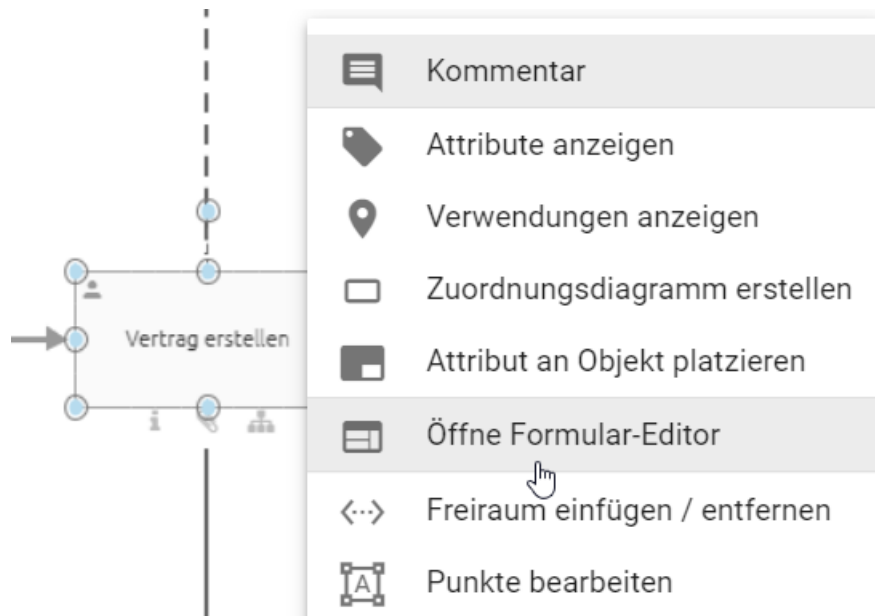 Kommentar
Attribute anzeigen
Verwendungen anzeigen
Zuordnungsdiagramm erstellen
Vertrag erstellen
Attribut an Objekt platzieren
Öffne Formular-Editor
Freiraum einfügen / entfernen
A
Punkte bearbeiten